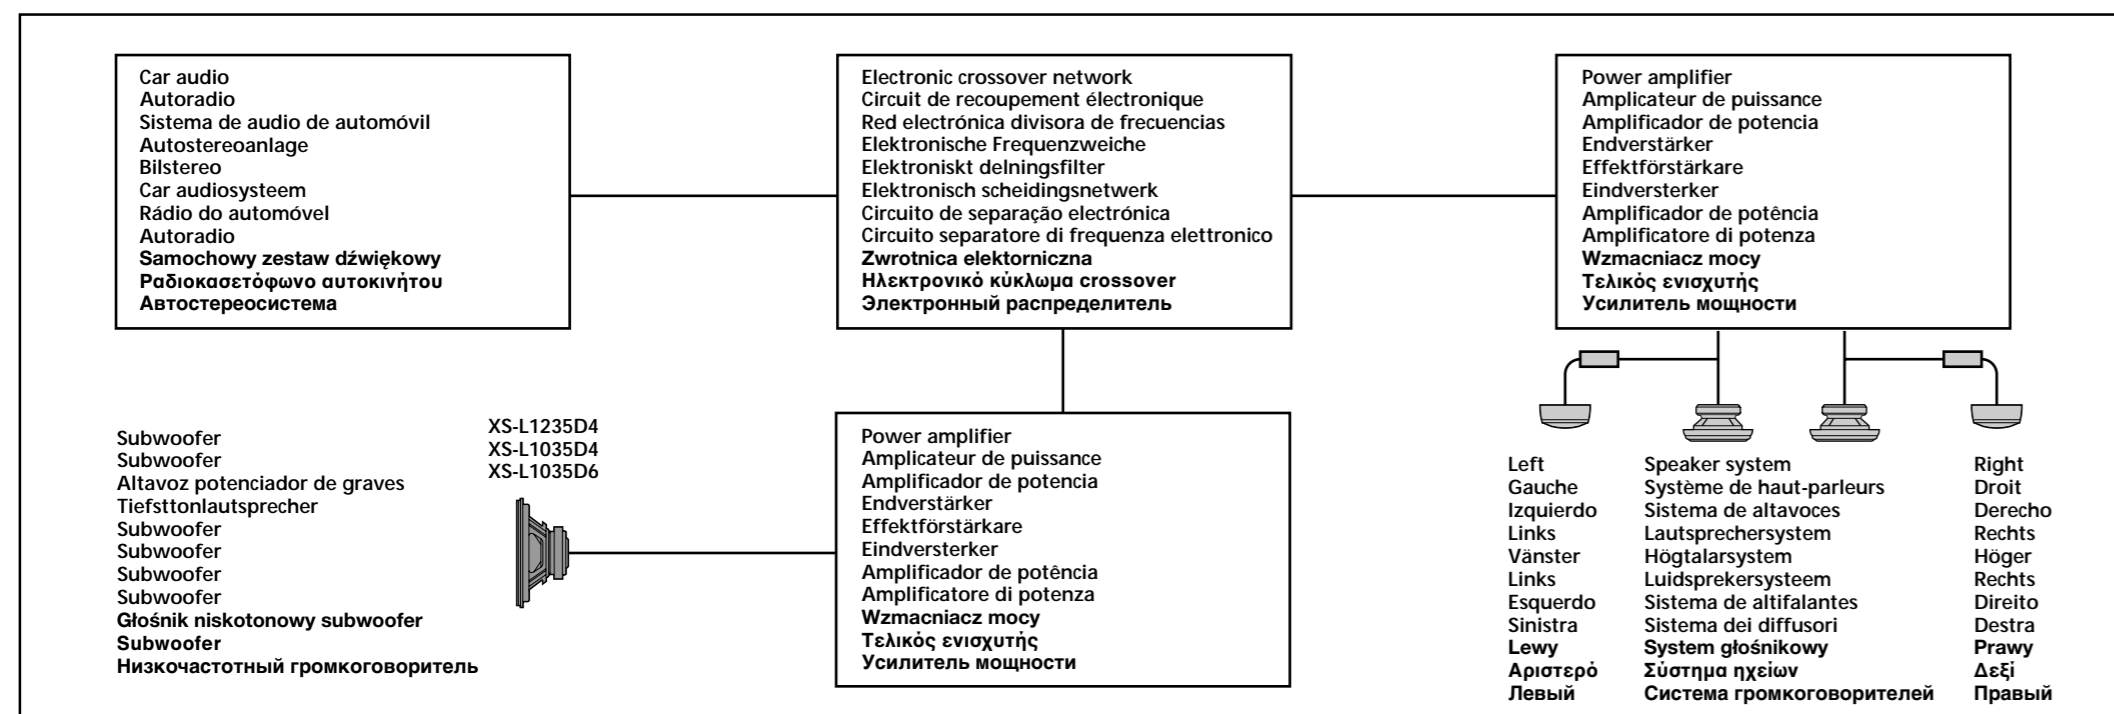 Car audio
Autoradio
Sistema de audio de automóvil
Autostereoanlage
Bilstereo
Car audiosysteem
Rádio do automóvel
Autoradio
Samochowy zestaw dźwiękowy
Ραδιοκασετόφωνο αυτοκινήτου
Автостереосистема
Electronic crossover network
Circuit de recoupement électronique
Red electrónica divisora de frecuencias
Elektronische Frequenzweiche
Elektroniskt delningsfilter
Elektronisch scheidingsnetwerk
Circuito de separação electrónica
Circuito separatore di frequenza elettronico
Zwrotnica elektorniczna
Ηλεκτρονικό κύκλωμα crossover
Электронный распределитель
Power amplifier
Amplicateur de puissance
Amplificador de potencia
Endverstärker
Effektförstärkare
Eindversterker
Amplificador de potência
Amplificatore di potenza
Wzmacniacz mocy
Τελικός ενισχυτής
Усилитель мощности
Subwoofer
Subwoofer
Altavoz potenciador de graves
Tiefsttonlautsprecher
Subwoofer
Subwoofer
Subwoofer
Subwoofer
Głośnik niskotonowy subwoofer
Subwoofer
Низкочастотный громкоговоритель
XS-L1235D4
XS-L1035D4
XS-L1035D6
Power amplifier
Amplicateur de puissance
Amplificador de potencia
Endverstärker
Effektförstärkare
Eindversterker
Amplificador de potência
Amplificatore di potenza
Wzmacniacz mocy
Τελικός ενισχυτής
Усилитель мощности
Left
Gauche
Izquierdo
Links
Vänster
Links
Esquerdo
Sinistra
Lewy
Αριστερό
Левый
Speaker system
Système de haut-parleurs
Sistema de altavoces
Lautsprechersystem
Högtalarsystem
Luidsprekersysteem
Sistema de altifalantes
Sistema dei diffusori
System głośnikowy
Σύστημα ηχείων
Система громкоговорителей
Right
Droit
Derecho
Rechts
Höger
Rechts
Direito
Destra
Prawy
Δεξί
Правый